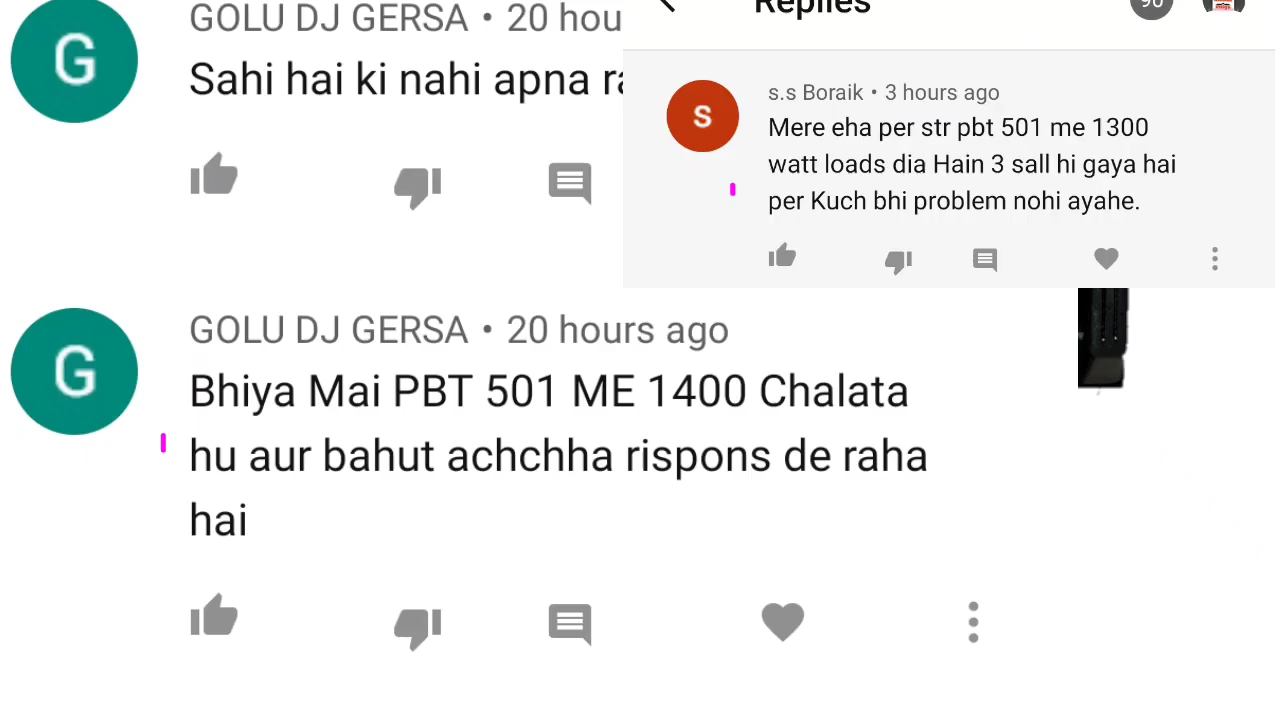 GOLU DJ GERSA • 20 hou
Sahi hai ki nahi apna
Replies
90
s.s Boraik • 3 hours ago
Mere eha per str pbt 501 me 1300
watt loads dia Hain 3 sall hi gaya hai
per Kuch bhi problem nohi ayahe.
GOLU DJ GERSA • 20 hours ago
Bhiya Mai PBT 501 ME 1400 Chalata
hu aur bahut achchha rispons de raha
hai
G
G
S